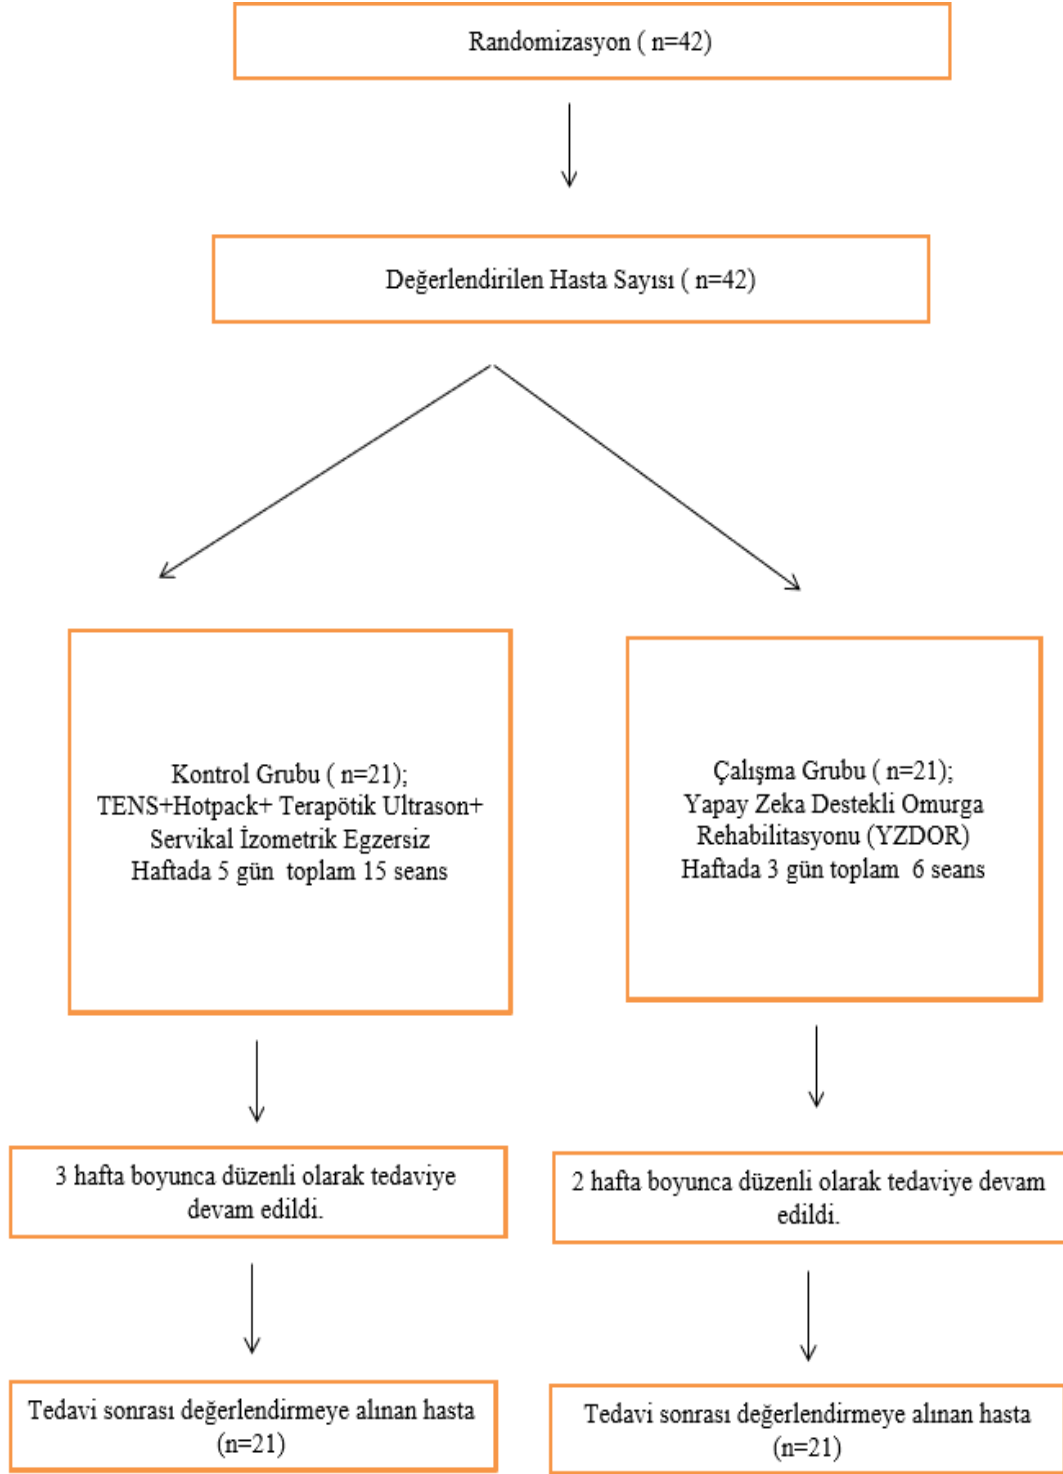 Randomizasyon ( n=42)
Değerlendirilen Hasta Sayısı ( n=42)
Kontrol Grubu ( n=21);
TENS+Hotpack+ Terapötik Ultrason+
Servikal İzometrik Egzersiz
Haftada 5 gün  toplam 15 seans
Çalışma Grubu ( n=21);
Yapay Zeka Destekli Omurga
Rehabilitasyonu (YZDOR)
Haftada 3 gün toplam  6 seans
3 hafta boyunca düzenli olarak tedaviye
devam edildi.
2 hafta boyunca düzenli olarak tedaviye devam
edildi.
Tedavi sonrası değerlendirmeye alınan hasta
(n=21)
Tedavi sonrası değerlendirmeye alınan hasta
(n=21)